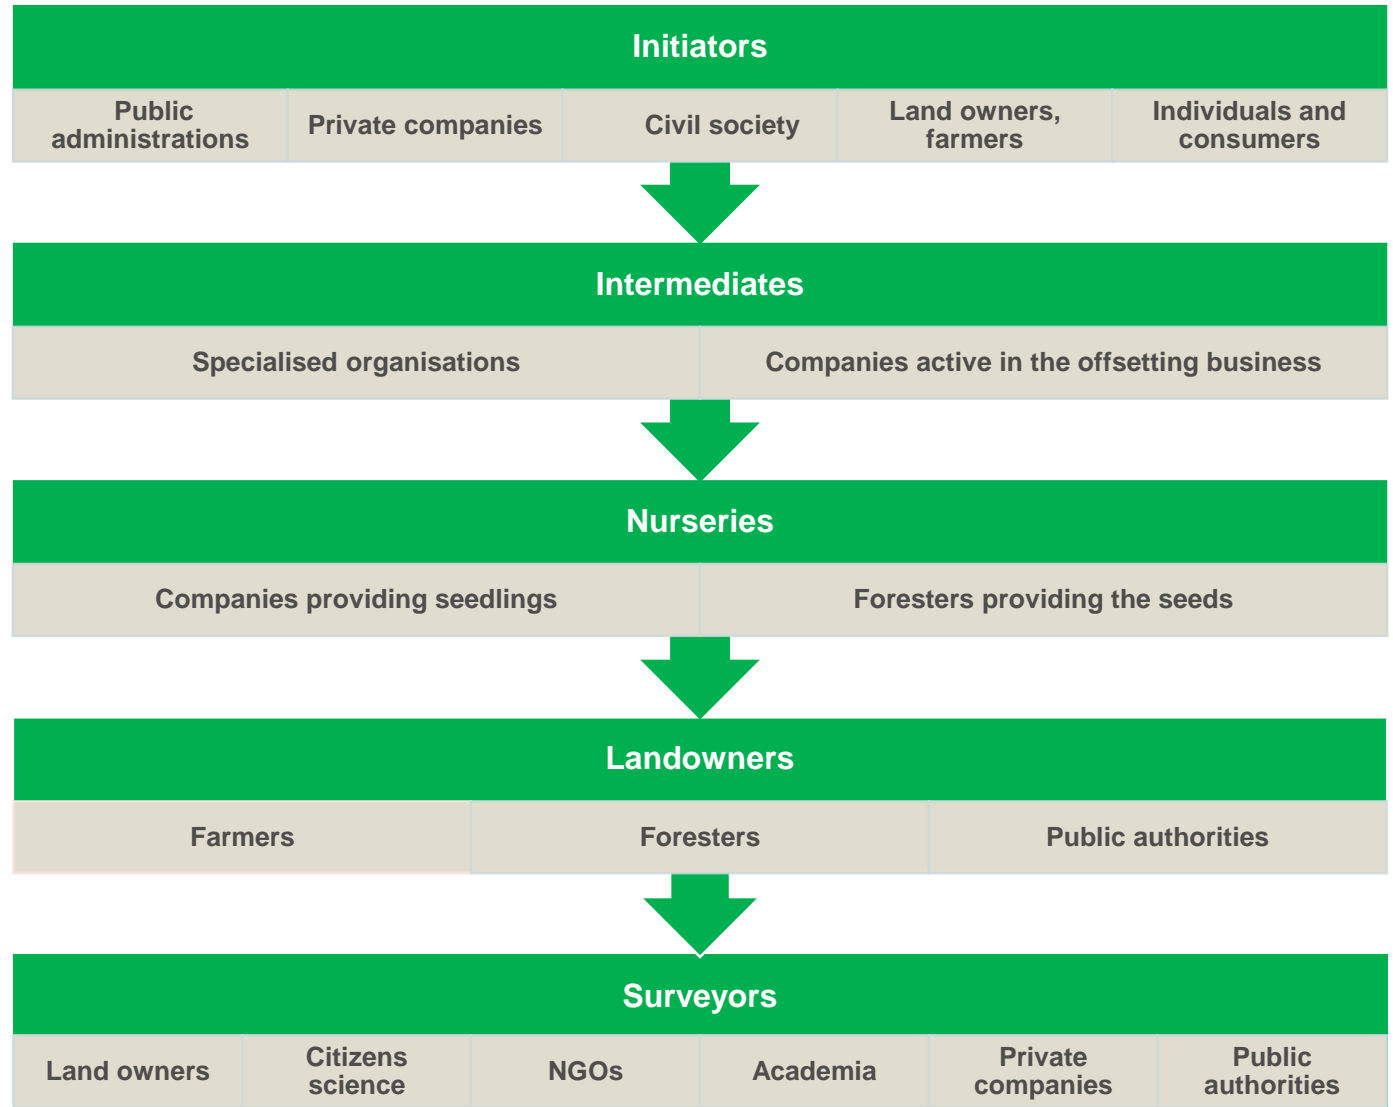 Initiators
Public
administrations
Private companies
Civil society
Land owners,
farmers
Individuals and
consumers
Intermediates
Specialised organisations
Companies active in the offsetting business
Nurseries
Companies providing seedlings
Foresters providing the seeds
Landowners
Farmers
Foresters
Public authorities
Surveyors
Land owners
Citizens
science
NGOs
Academia
Private
companies
Public
authorities